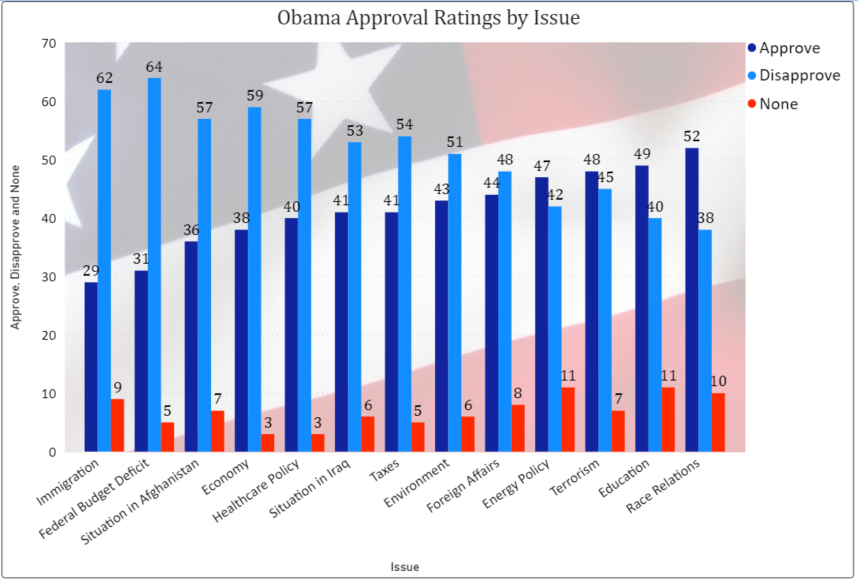 Obama Approval Ratings by Issue
Approve
Disapprove
None
Approve, Disapprove and None
70
60
50
40
30
20
10
0
29 62 9
31 64 5
36 57 7
38 59 3
40 57 3
41 53 6
41 54 5
43 51 6
44 48 8
47 42 11
48 45 7
49 40 11
52 38 10
Immigration
Federal Budget Deficit
Situation in Afghanistan
Economy
Healthcare Policy
Situation in Iraq
Taxes
Environment
Foreign Affairs
Energy Policy
Terrorism
Education
Race Relations
Issue